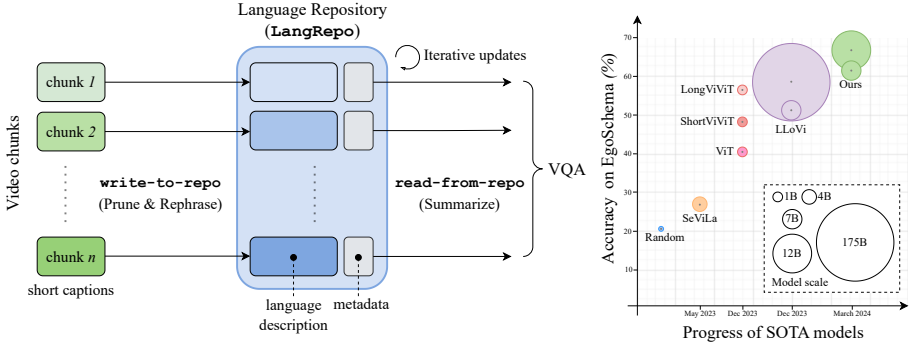 Language Repository
(LangRepo)
Iterative updates
Video chunks
chunk 1
chunk 2
chunk n
short captions
write-to-repo
(Prune & Rephrase)
read-from-repo
(Summarize)
VQA
language
description
metadata
Accuracy on EgoSchema (%)
70
60
50
40
30
20
10
LongViViT
ShortViViT
ViT
SeViLa
Random
LLoVi
Ours
1B
4B
7B
12B
175B
Model scale
May 2023
Dec 2023
Dec 2023
March 2024
Progress of SOTA models